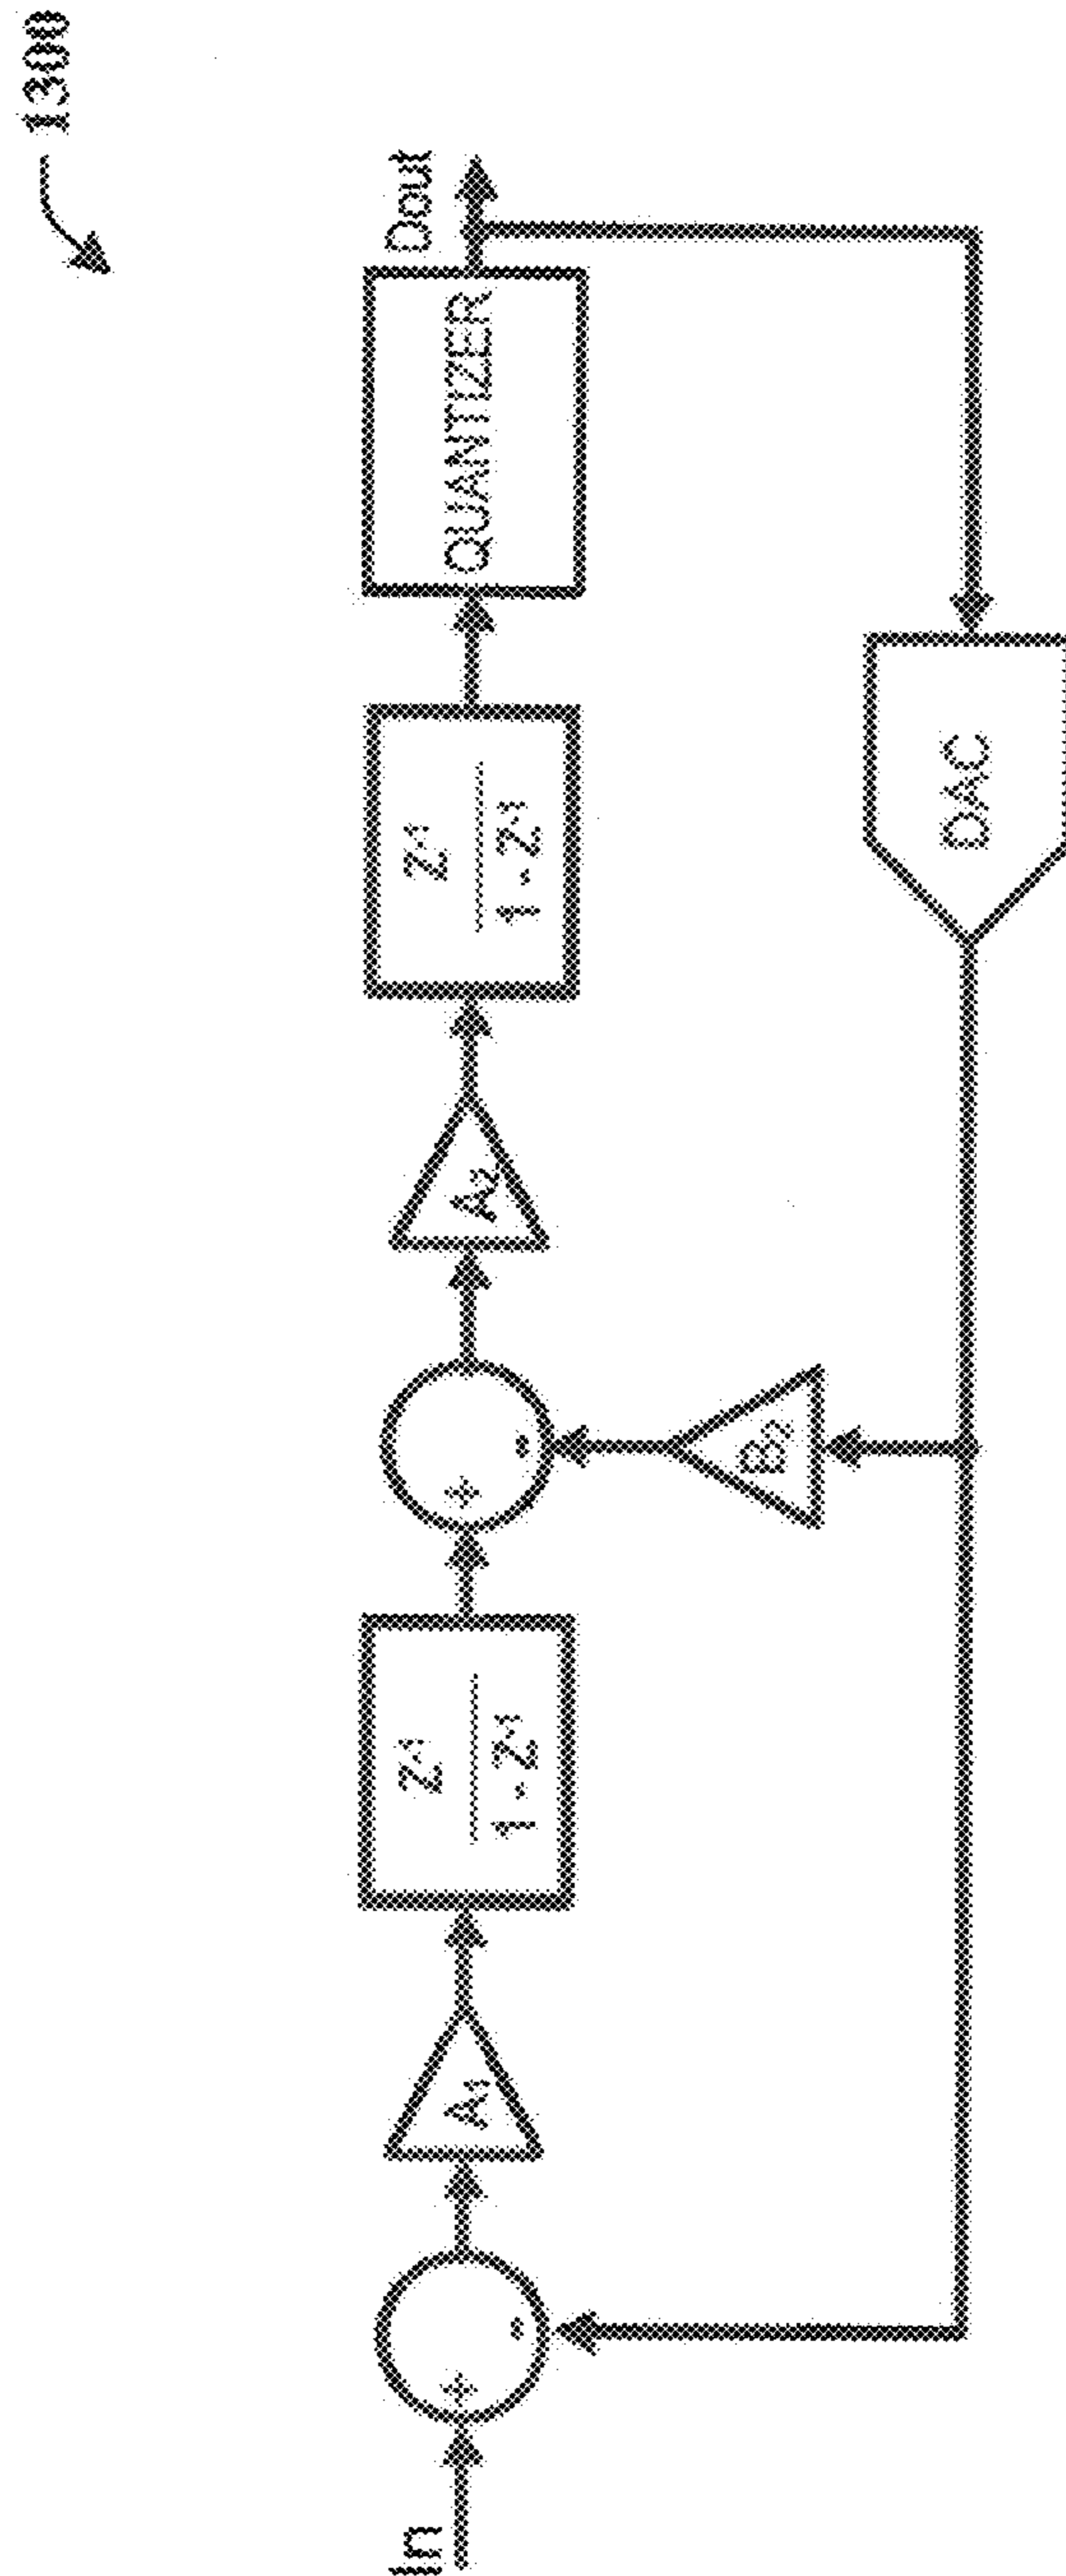 1300
In
+
-
A1
Z-1
1 - Z-1
+
-
B2
A2
Z-1
1 - Z-1
QUANTIZER
Dout
DAC